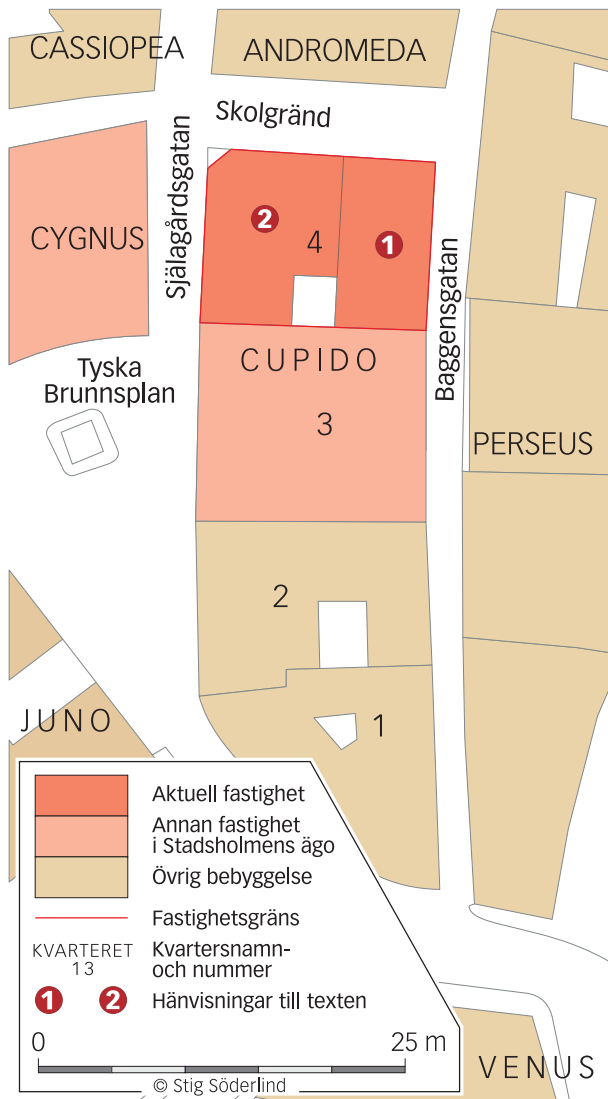 CASSIOPEA
ANDROMEDA
Skolgränd
Själagårdsgatan
CYGNUS
2
4
1
Baggensgatan
Tyska
Brunnsplan
CUPIDO
3
PERSEUS
2
1
JUNO
Aktuell fastighet
Annan fastighet
i Stadsholmens ägo
Övrig bebyggelse
Fastighetsgräns
KVARTERET
13
Kvartersnamn-
och nummer
1 2 Hänvisningar till texten
0 25 m
© Stig Söderlind
VENUS